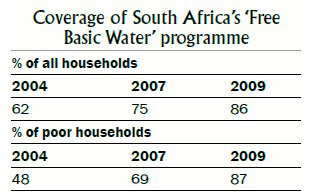 Coverage of South Africa's 'Free
Basic Water' programme
% of all households
2004 2007 2009
62 75 86
% of poor households
2004 2007 2009
48 69 87